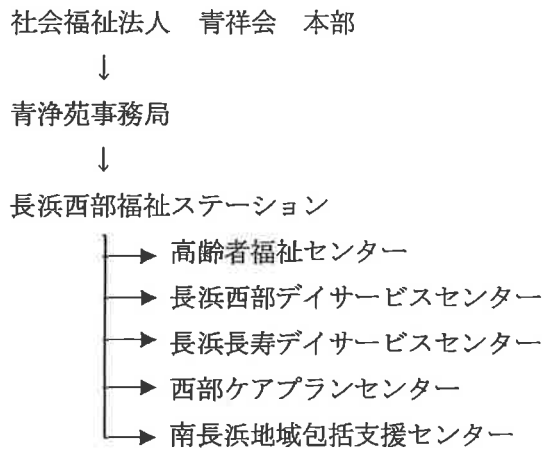 社会福祉法人　青祥会　本部
↓
青浄苑事務局
↓
長浜西部福祉ステーション
高齢者福祉センター
長浜西部デイサービスセンター
長浜長寿デイサービスセンター
西部ケアプランセンター
南長浜地域包括支援センター